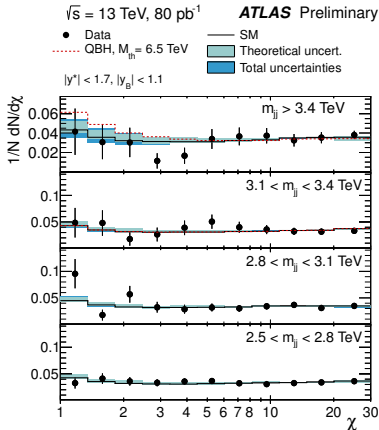 √s = 13 TeV, 80 pb⁻¹ ATLAS Preliminary
Data SM
QBH, M_th= 6.5 TeV Theoretical uncert.
Total uncertainties
|y*| < 1.7, |y_B| < 1.1
1/N dN/dχ
m_jj > 3.4 TeV
0.06
0.04
0.02
3.1 < m_jj < 3.4 TeV
0.1
0.05
2.8 < m_jj < 3.1 TeV
0.1
0.05
2.5 < m_jj < 2.8 TeV
0.1
0.05
1 2 3 4 5 6 7 8 10 20 30
χ